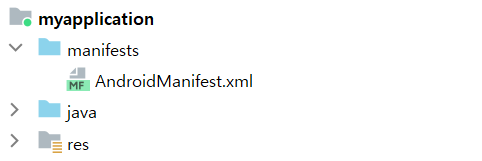 myapplication
manifests
MF AndroidManifest.xml
java
res